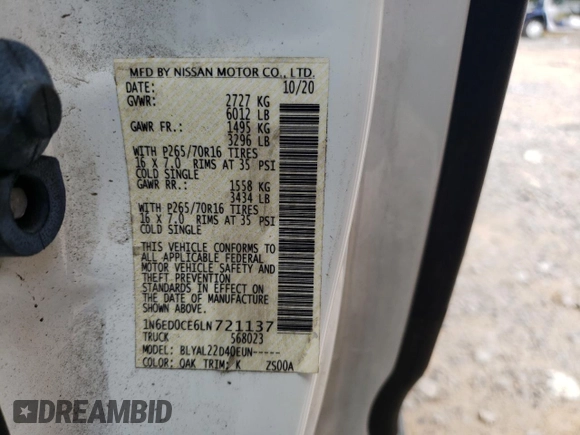 MFD BY NISSAN MOTOR CO., LTD.
DATE: 10/20
GVWR: 2727 KG
6012 LB
GAWR FR.: 1495 KG
3296 LB
WITH P265/70R16 TIRES
16 X 7.0 RIMS AT 35 PSI
COLD SINGLE
GAWR RR.: 1558 KG
3434 LB
WITH P265/70R16 TIRES
16 X 7.0 RIMS AT 35 PSI
COLD SINGLE
THIS VEHICLE CONFORMS TO
ALL APPLICABLE FEDERAL
MOTOR VEHICLE SAFETY AND
THEFT PREVENTION
STANDARDS IN EFFECT ON
THE DATE OF MANUFACTURE
SHOWN ABOVE.
1N6ED0CE6LN721137
TRUCK 568023
MODEL: BLYAL22D40EUN-----
COLOR: QAK TRIM: K ZS00A
DREAMBID